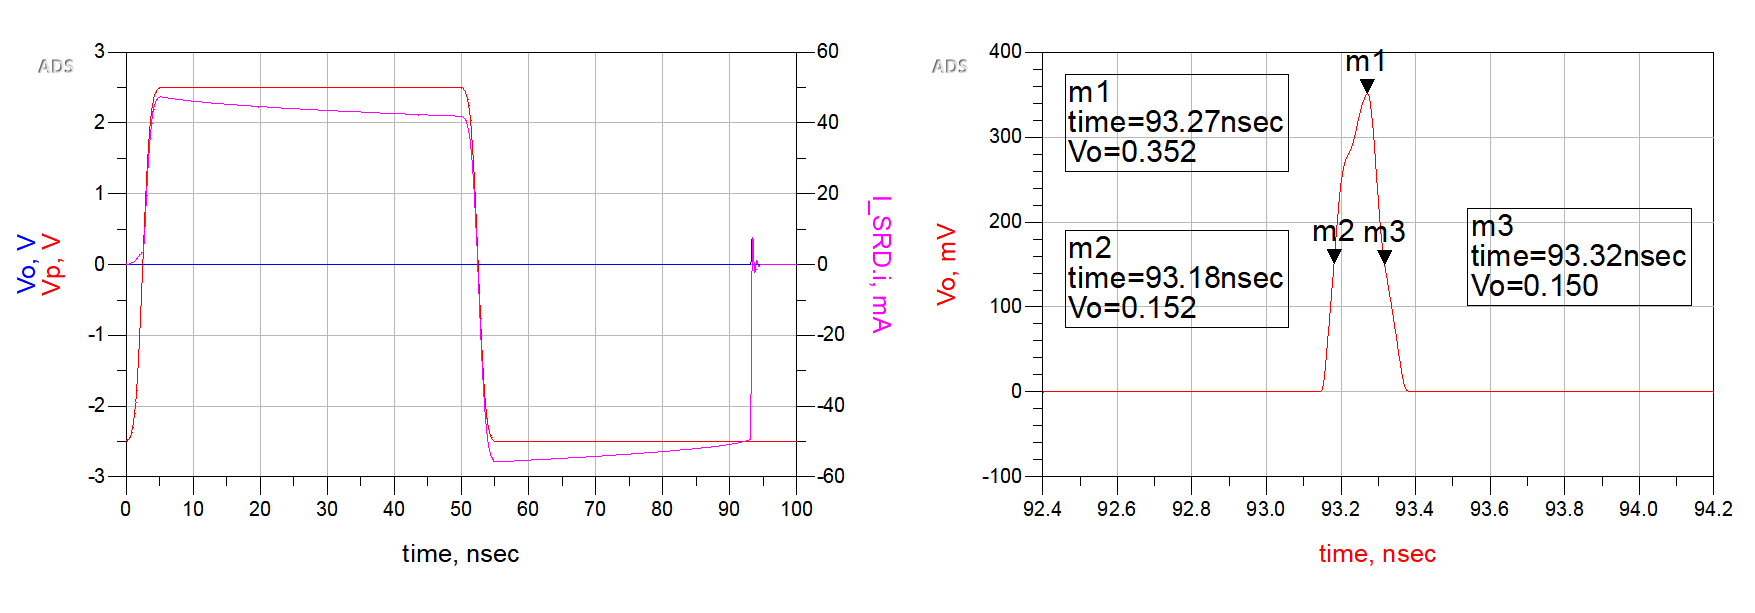 ADS
3
2
1
0
-1
-2
-3
60
40
20
0
-20
-40
-60
Vo, V
Vp, V
I_SRD.i, mA
0
10
20
30
40
50
60
70
80
90
100
time, nsec
ADS
400
300
200
100
0
-100
Vo, mV
m1
m1
time=93.27nsec
Vo=0.352
m2 m3
m2
time=93.18nsec
Vo=0.152
m3
time=93.32nsec
Vo=0.150
92.4
92.6
92.8
93.0
93.2
93.4
93.6
93.8
94.0
94.2
time, nsec